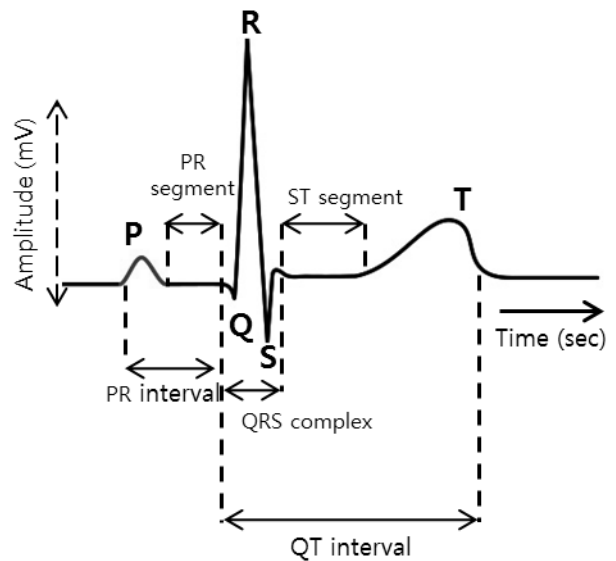 R
Amplitude (mV)
PR
segment
ST segment
P
T
Q
S
Time (sec)
PR interval
QRS complex
QT interval